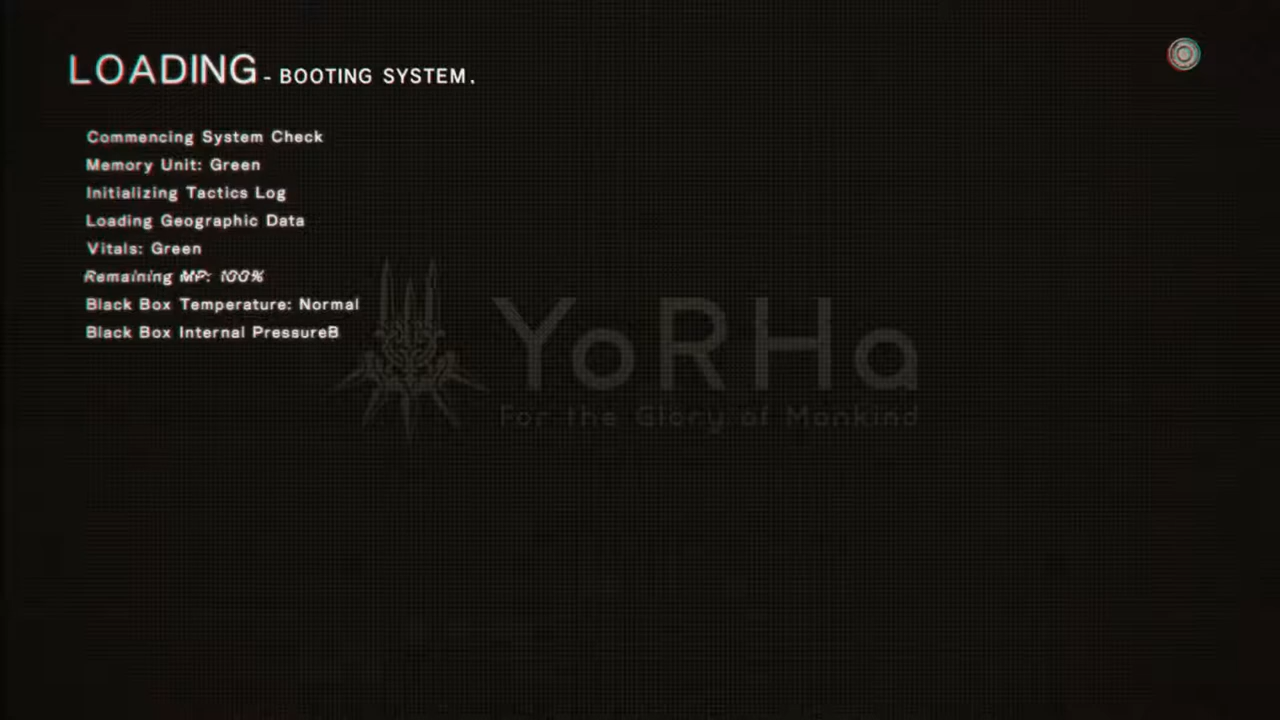 LOADING - BOOTING SYSTEM.
Commencing System Check
Memory Unit: Green
Initializing Tactics Log
Loading Geographic Data
Vitals: Green
Remaining MP: 100%
Black Box Temperature: Normal
Black Box Internal PressureB
YoRHa
For the Glory of Mankind